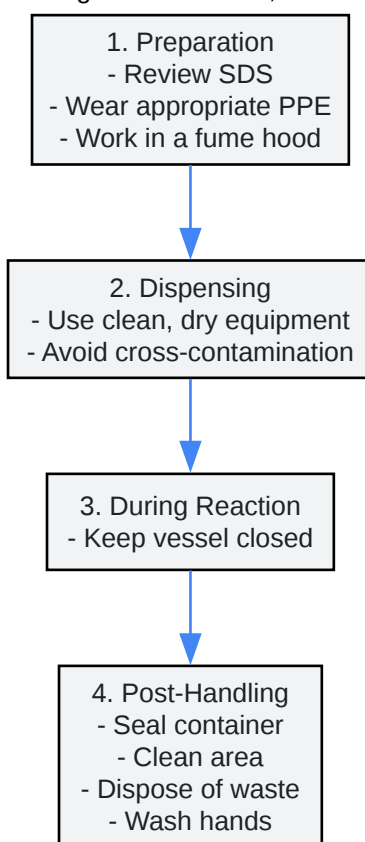 1. Preparation
- Review SDS
- Wear appropriate PPE
- Work in a fume hood
2. Dispensing
- Use clean, dry equipment
- Avoid cross-contamination
3. During Reaction
- Keep vessel closed
4. Post-Handling
- Seal container
- Clean area
- Dispose of waste
- Wash hands